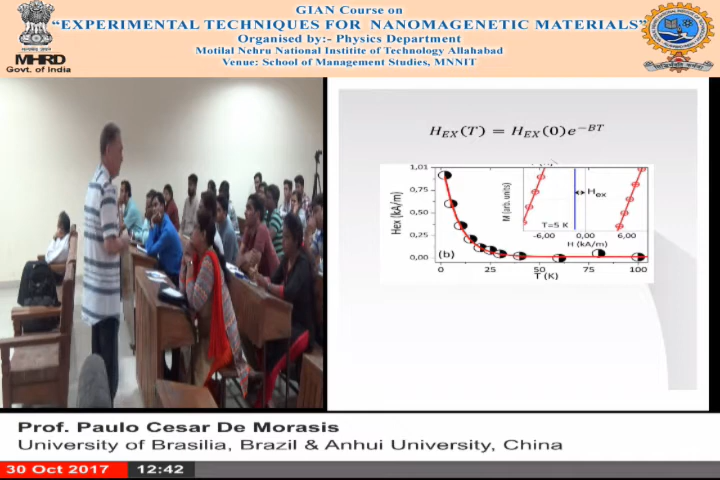 GIAN Course on
“EXPERIMENTAL TECHNIQUES FOR NANOMAGENETIC MATERIALS”
Organised by:- Physics Department
Motilal Nehru National Institite of Technology Allahabad
Venue: School of Management Studies, MNNIT
MHRD
Govt. of India
H_EX(T) = H_EX(0)e^{-BT}
1,01
0,75
0,50
0,25
0,00
Hex [kA/m]
(b)
0 25 50 75 100
T (K)
M (arb. units)
H_ex
T=5 K
-6,00 0,00 6,00
H (kA/m)
Prof. Paulo Cesar De Morasis
University of Brasilia, Brazil & Anhui University, China
30 Oct 2017 12:42